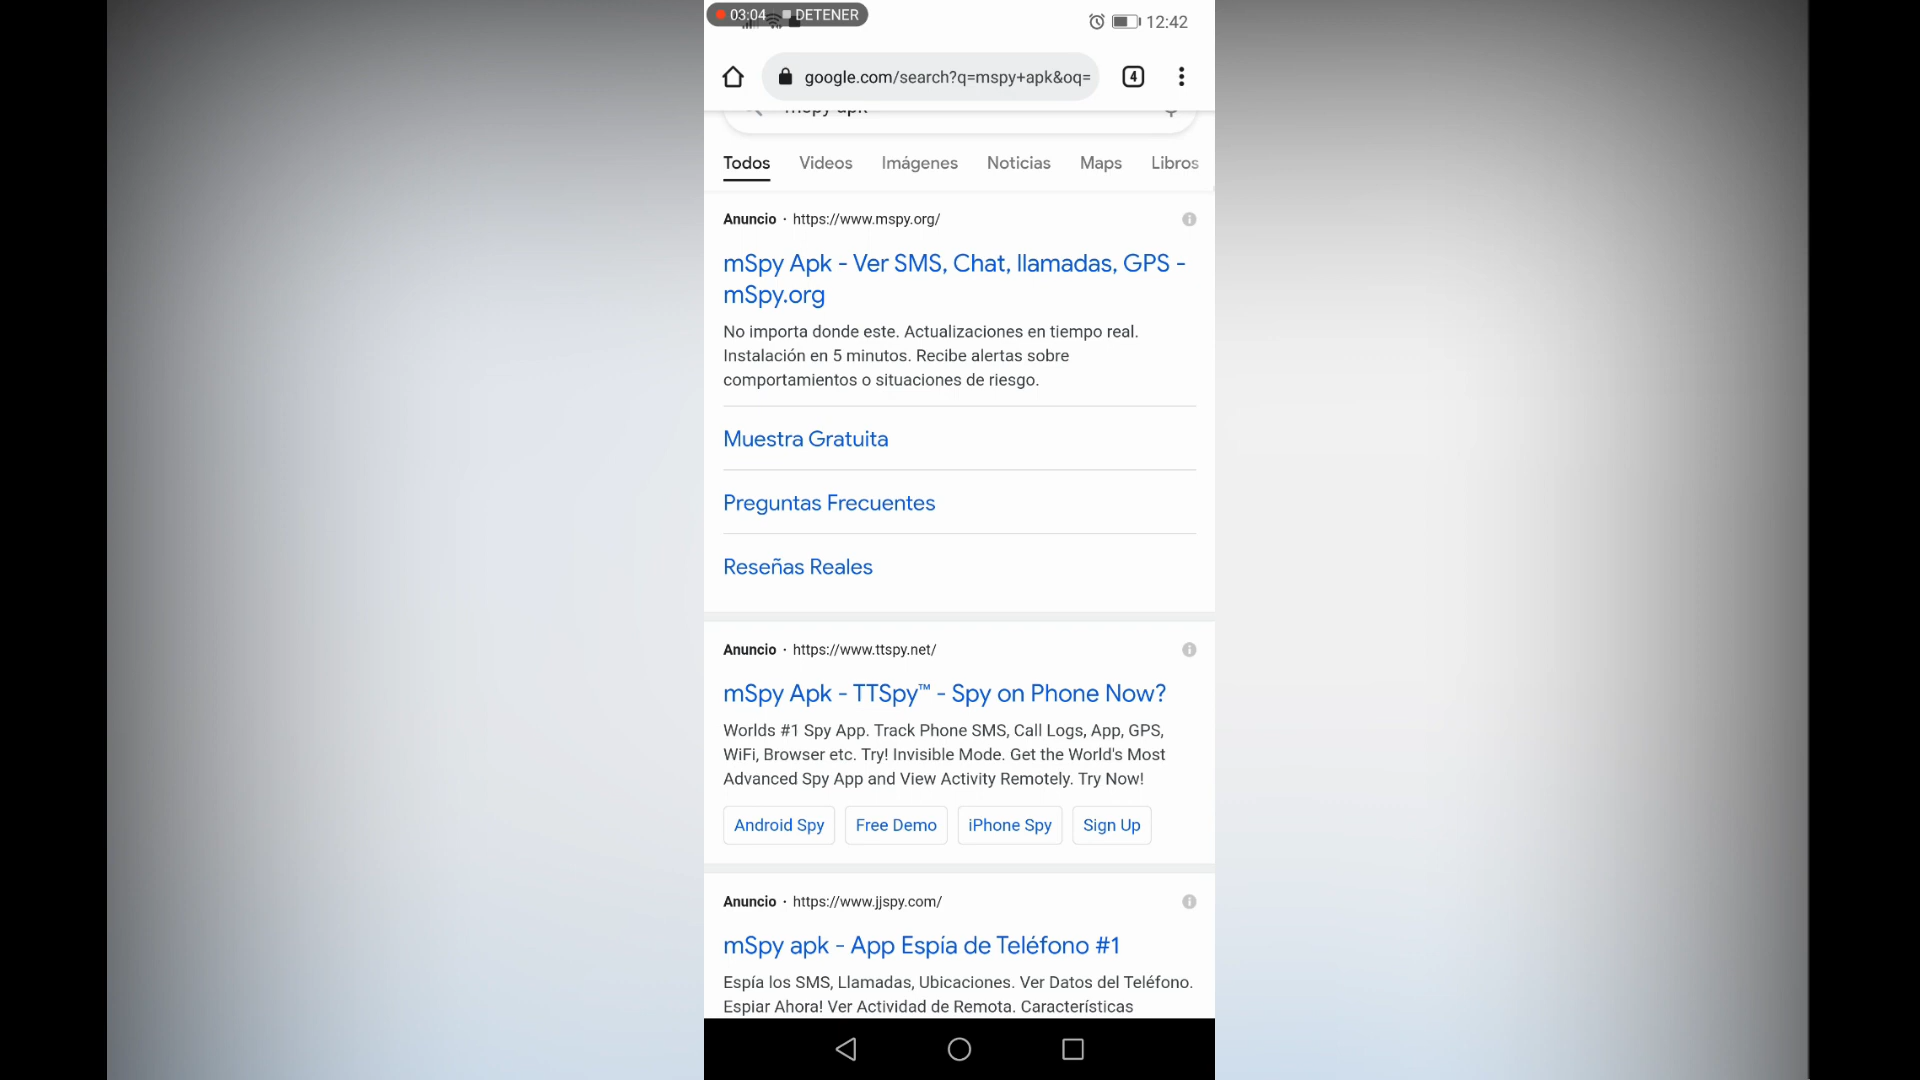 03:04 DETENER
12:42
google.com/search?q=mspy+apk&oq=
4
mspy apk
Todos Videos Imágenes Noticias Maps Libros
Anuncio · https://www.mspy.org/
mSpy Apk - Ver SMS, Chat, llamadas, GPS -
mSpy.org
No importa donde este. Actualizaciones en tiempo real.
Instalación en 5 minutos. Recibe alertas sobre
comportamientos o situaciones de riesgo.
Muestra Gratuita
Preguntas Frecuentes
Reseñas Reales
Anuncio · https://www.ttspy.net/
mSpy Apk - TTSpy™ - Spy on Phone Now?
Worlds #1 Spy App. Track Phone SMS, Call Logs, App, GPS,
WiFi, Browser etc. Try! Invisible Mode. Get the World's Most
Advanced Spy App and View Activity Remotely. Try Now!
Android Spy Free Demo iPhone Spy Sign Up
Anuncio · https://www.jjspy.com/
mSpy apk - App Espía de Teléfono #1
Espía los SMS, Llamadas, Ubicaciones. Ver Datos del Teléfono.
Espiar Ahora! Ver Actividad de Remota. Características